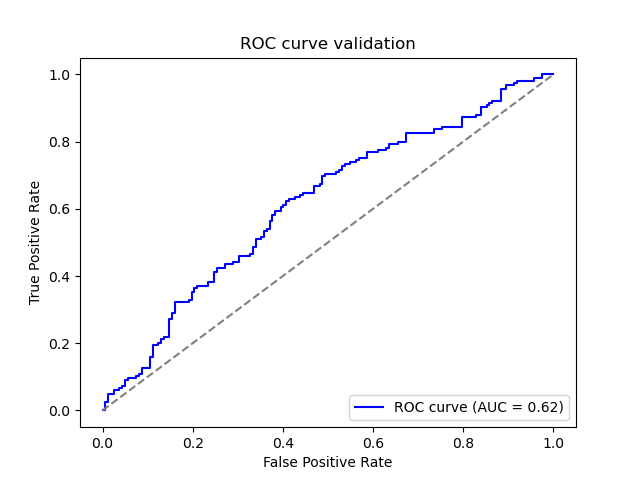 ROC curve validation
True Positive Rate
1.0
0.8
0.6
0.4
0.2
0.0
0.0 0.2 0.4 0.6 0.8 1.0
False Positive Rate
ROC curve (AUC = 0.62)